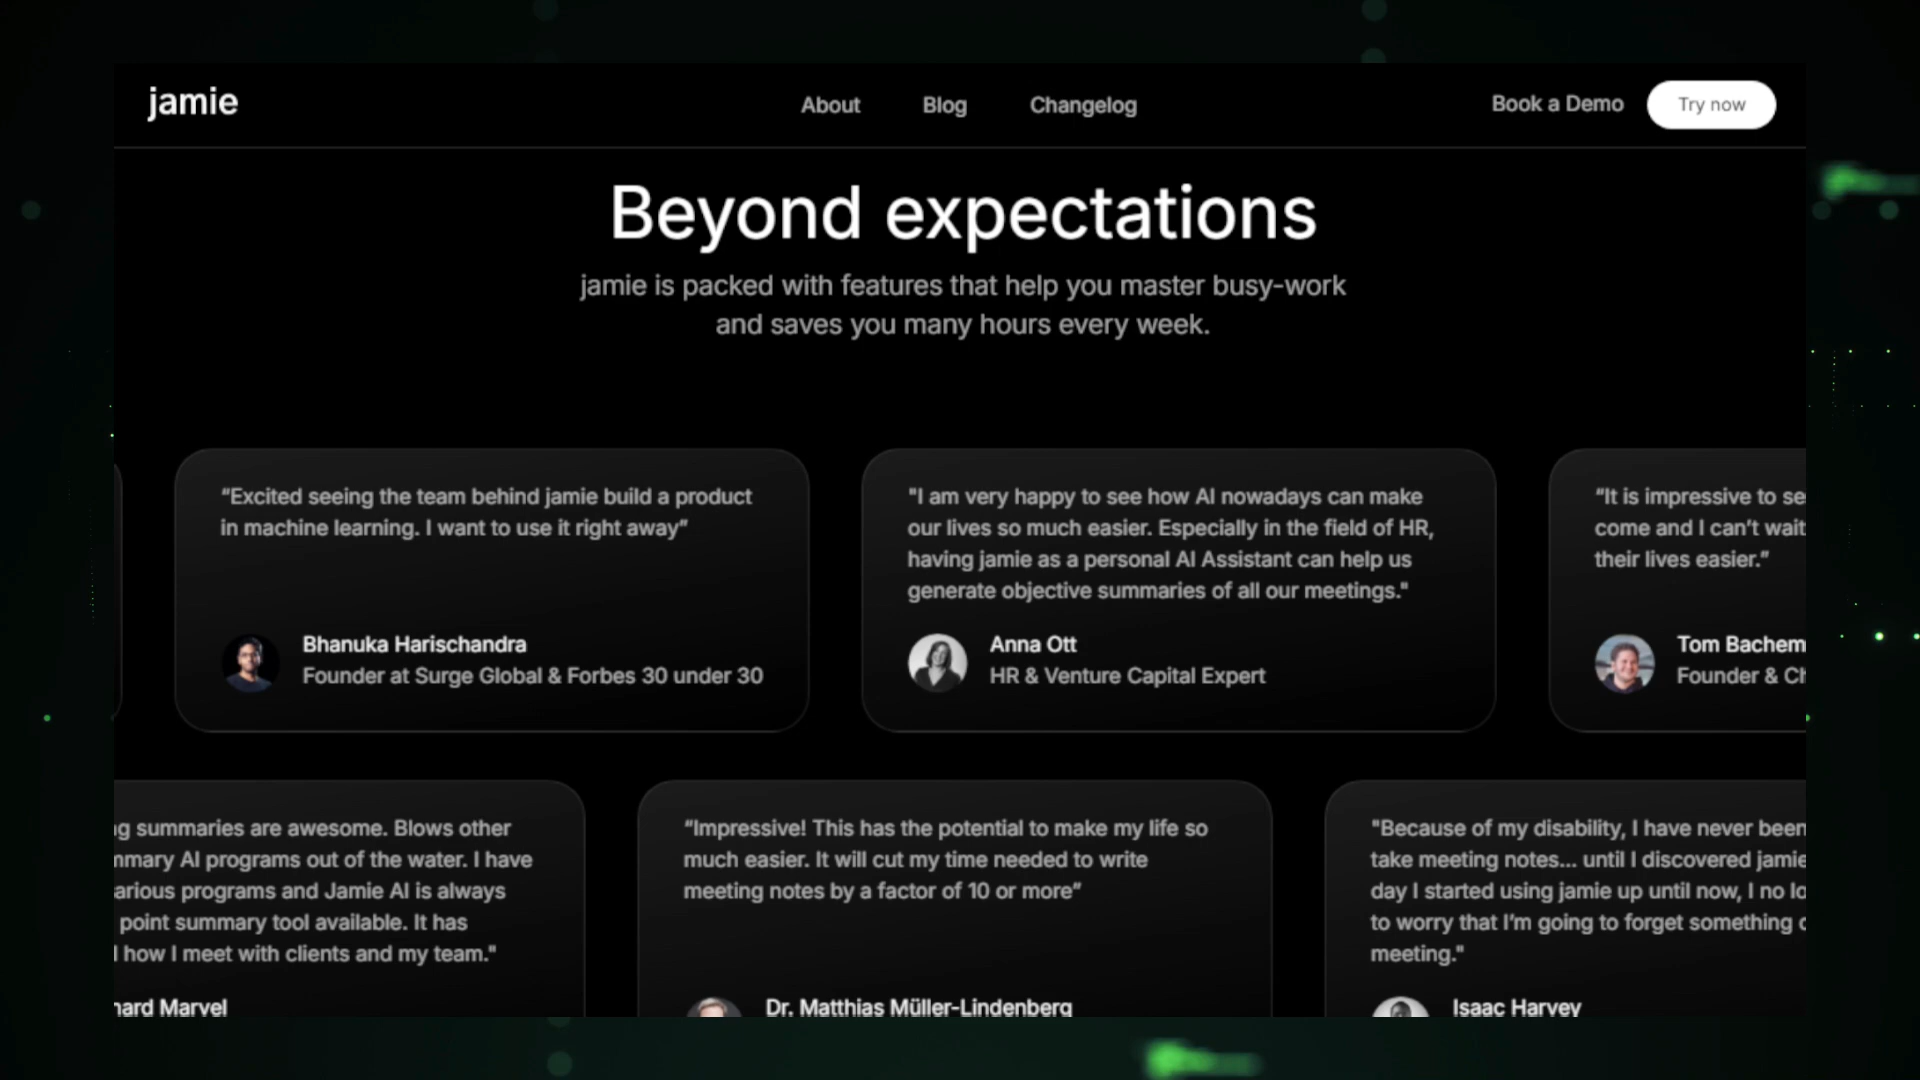 jamie
About
Blog
Changelog
Book a Demo
Try now
Beyond expectations
jamie is packed with features that help you master busy-work
and saves you many hours every week.
“Excited seeing the team behind jamie build a product
in machine learning. I want to use it right away”
Bhanuka Harischandra
Founder at Surge Global & Forbes 30 under 30
"I am very happy to see how AI nowadays can make
our lives so much easier. Especially in the field of HR,
having jamie as a personal AI Assistant can help us
generate objective summaries of all our meetings."
Anna Ott
HR & Venture Capital Expert
“It is impressive to
come and I can’t wait
their lives easier.”
Tom
Founder &
summaries are awesome. Blows other
AI programs out of the water. I have
programs and Jamie AI is always
point summary tool available. It has
how I meet with clients and my team."
Marvel
“Impressive! This has the potential to make my life so
much easier. It will cut my time needed to write
meeting notes by a factor of 10 or more”
Dr. Matthias Müller-Lindenberg
"Because of my disability, I have never been
take meeting notes... until I discovered jamie
day I started using jamie up until now, I no
to worry that I’m going to forget something
meeting."
Isaac Harvey